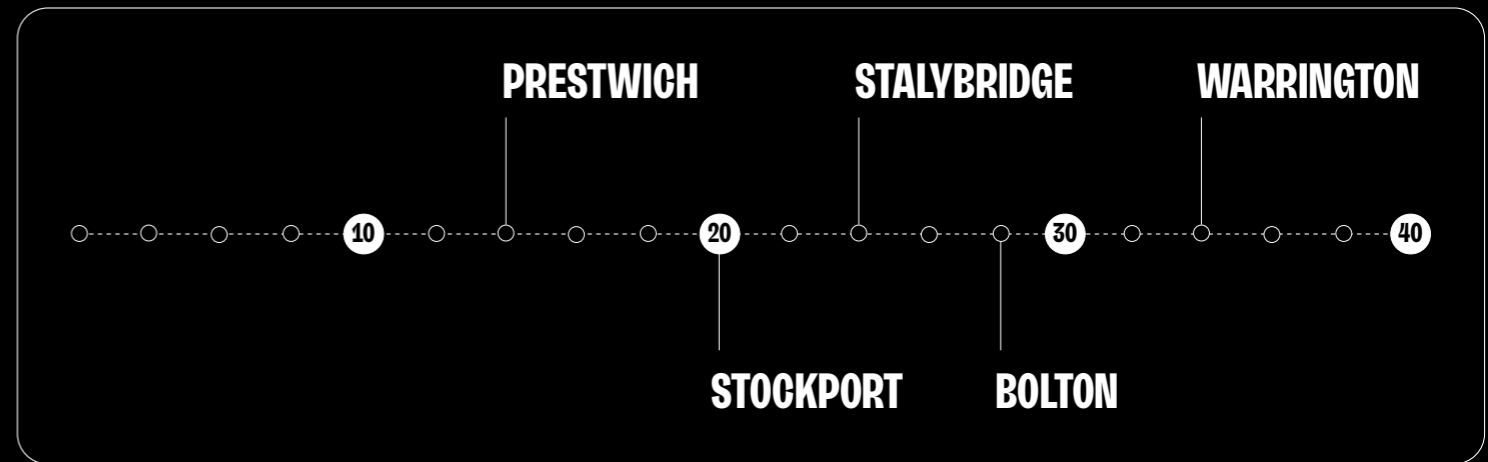 PRESTWICH STALYBRIDGE WARRINGTON
10 20 30 40
STOCKPORT BOLTON